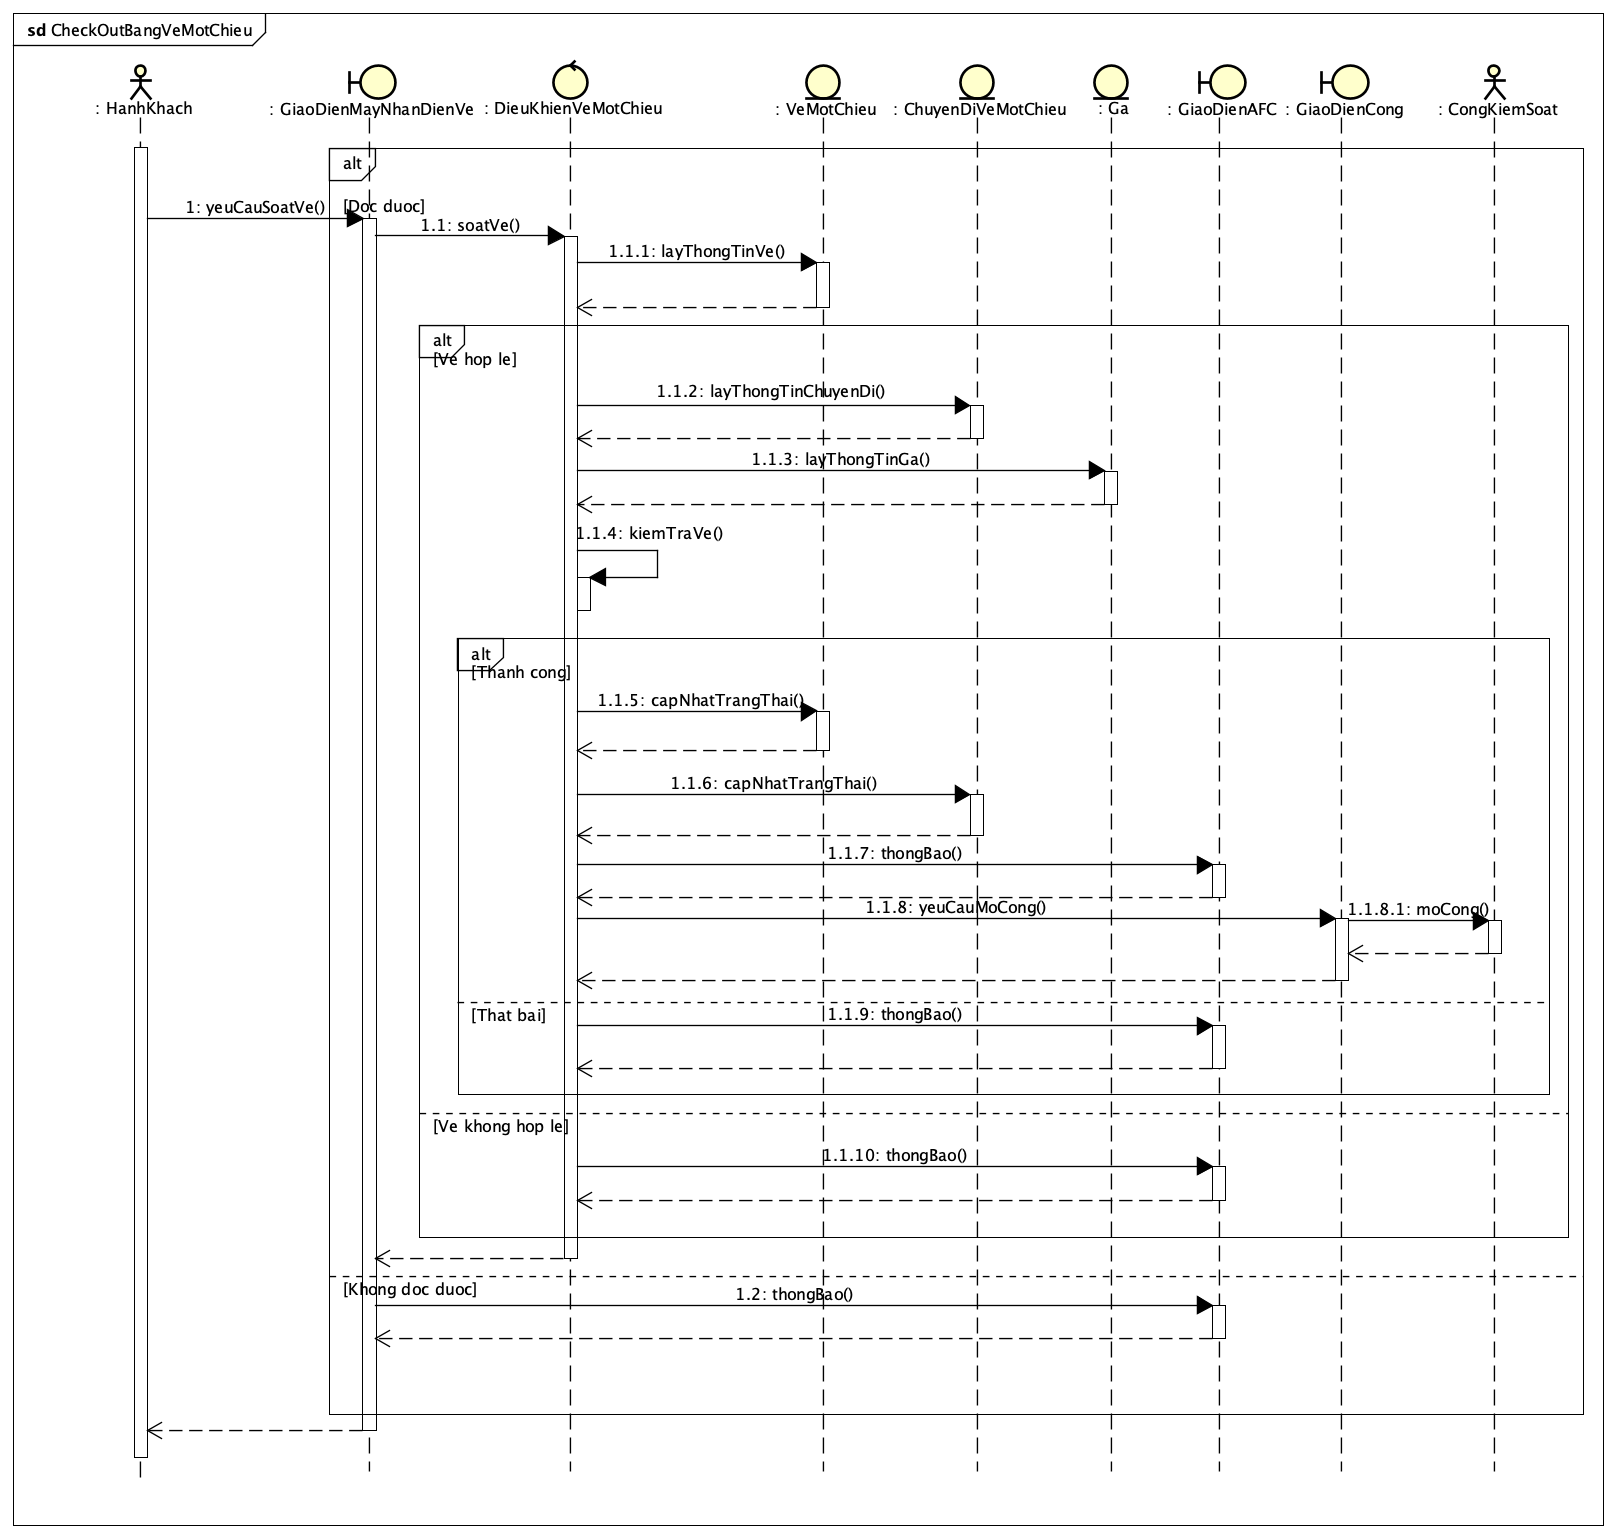 sd CheckOutBangVeMotChieu
: HanhKhach
: GiaoDienMayNhanDienVe
: DieuKhienVeMotChieu
: VeMotChieu
: ChuyenDiVeMotChieu
: Ga
: GiaoDienAFC
: GiaoDienCong
: CongKiemSoat
alt
1: yeuCauSoatVe()
[Doc duoc]
1.1: soatVe()
1.1.1: layThongTinVe()
alt
[Ve hop le]
1.1.2: layThongTinChuyenDi()
1.1.3: layThongTinGa()
1.1.4: kiemTraVe()
alt
[Thanh cong]
1.1.5: capNhatTrangThai()
1.1.6: capNhatTrangThai()
1.1.7: thongBao()
1.1.8: yeuCauMoCong()
1.1.8.1: moCong()
[That bai]
1.1.9: thongBao()
[Ve khong hop le]
1.1.10: thongBao()
[Khong doc duoc]
1.2: thongBao()